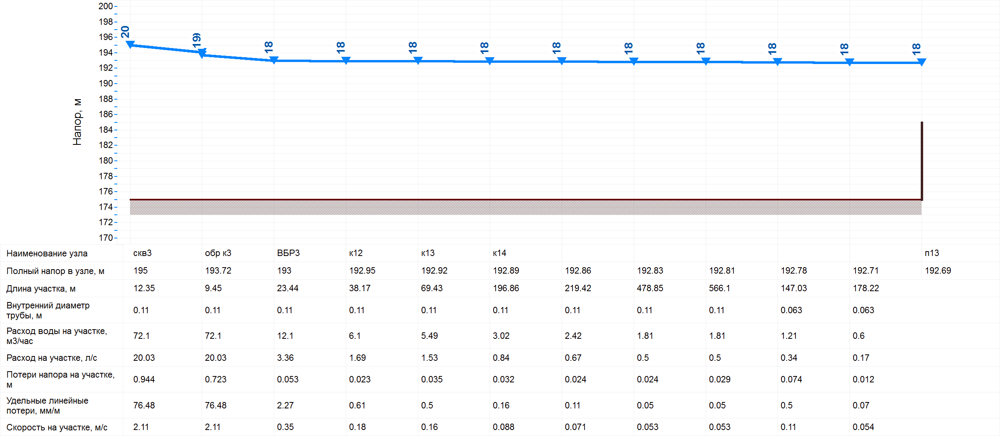 200
198
196
194
192
190
188
186
184
182
180
178
176
174
172
170
Напор, м
20
18
18
18
18
18
18
18
18
18
18
Наименование узла скв3 обр к3 ВБР3 к12 к13 к14 п13
Полный напор в узле, м 195 193.72 193 192.95 192.92 192.89 192.86 192.83 192.81 192.78 192.71 192.69
Длина участка, м 12.35 9.45 23.44 38.17 69.43 196.86 219.42 478.85 566.1 147.03 178.22
Внутренний диаметр
трубы, м 0.11 0.11 0.11 0.11 0.11 0.11 0.11 0.11 0.11 0.063 0.063
Расход воды на участке,
м3/час 72.1 72.1 12.1 6.1 5.49 3.02 2.42 1.81 1.81 1.21 0.6
Расход на участке, л/с 20.03 20.03 3.36 1.69 1.53 0.84 0.67 0.5 0.5 0.34 0.17
Потери напора на участке,
м 0.944 0.723 0.053 0.023 0.035 0.032 0.024 0.024 0.029 0.074 0.012
Удельные линейные
потери, мм/м 76.48 76.48 2.27 0.61 0.5 0.16 0.11 0.05 0.05 0.5 0.07
Скорость на участке, м/с 2.11 2.11 0.35 0.18 0.16 0.088 0.071 0.053 0.053 0.11 0.054